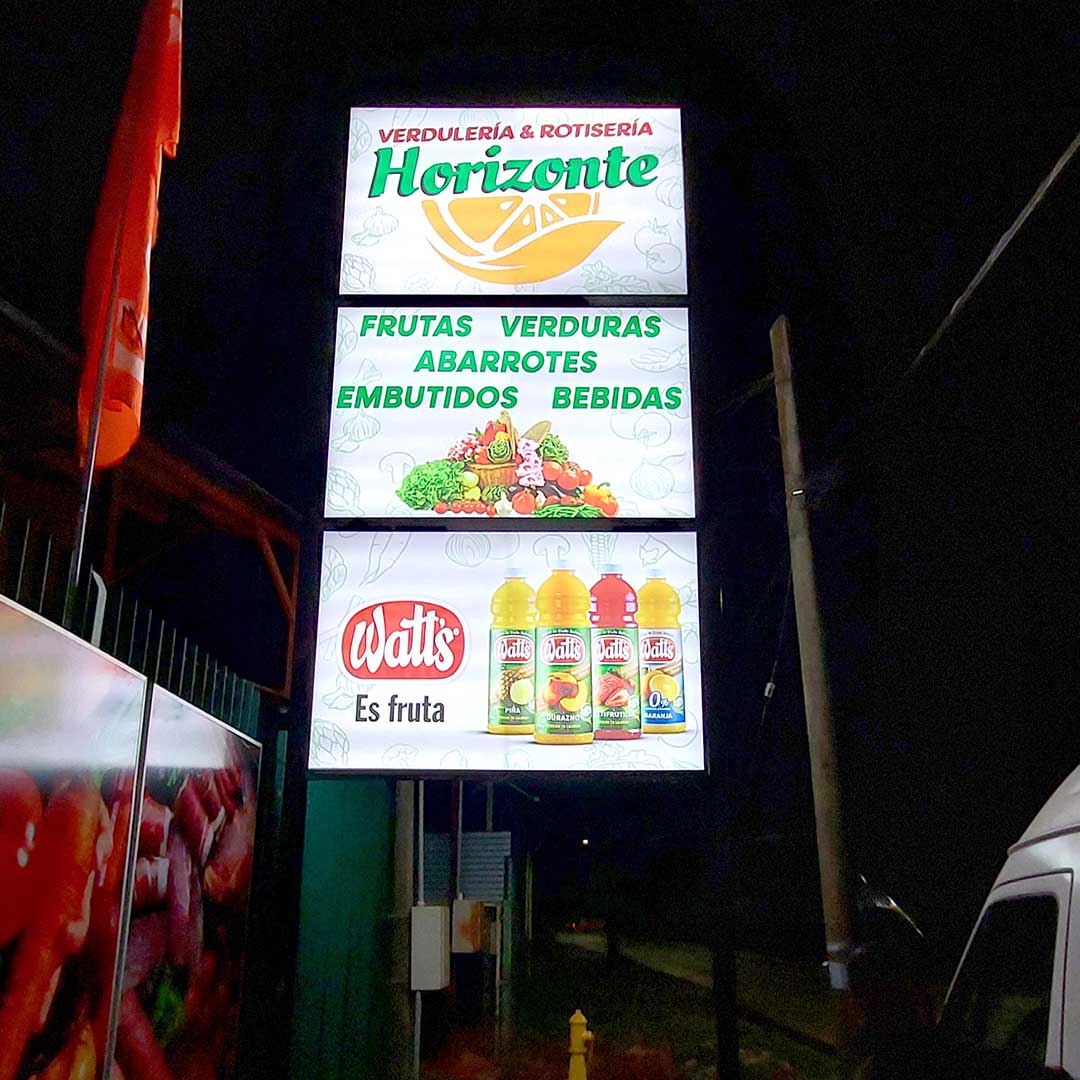 VERDULERÍA & ROTISERÍA
Horizonte
FRUTAS VERDURAS
ABARROTES
EMBUTIDOS BEBIDAS
Watt's
Es fruta
Watt's
PIÑA
Watt's
DURAZNO
Watt's
TIFRUTILLA
Watt's
0%
NARANJA